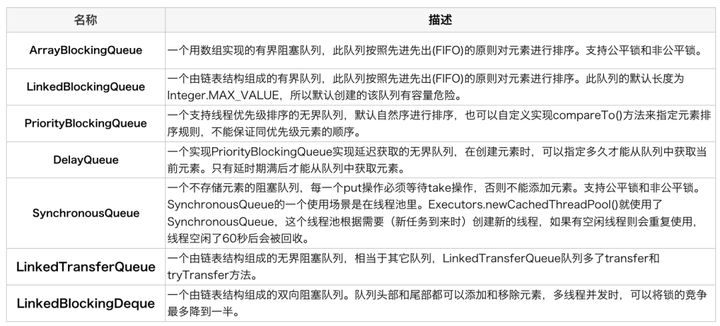 名称
描述
ArrayBlockingQueue
一个用数组实现的有界阻塞队列，此队列按照先进先出(FIFO)的原则对元素进行排序。支持公平锁和非公平锁。
LinkedBlockingQueue
一个由链表结构组成的有界队列，此队列按照先进先出(FIFO)的原则对元素进行排序。此队列的默认长度为
Integer.MAX_VALUE，所以默认创建的该队列有容量危险。
PriorityBlockingQueue
一个支持线程优先级排序的无界队列，默认自然序进行排序，也可以自定义实现compareTo()方法来指定元素排
序规则，不能保证同优先级元素的顺序。
DelayQueue
一个实现PriorityBlockingQueue实现延迟获取的无界队列，在创建元素时，可以指定多久才能从队列中获取当
前元素。只有延时期满后才能从队列中获取元素。
SynchronousQueue
一个不存储元素的阻塞队列，每一个put操作必须等待take操作，否则不能添加元素。支持公平锁和非公平锁。
SynchronousQueue的一个使用场景是在线程池里。Executors.newCachedThreadPool()就使用了
SynchronousQueue，这个线程池根据需要（新任务到来时）创建新的线程，如果有空闲线程则会重复使用，
线程空闲了60秒后会被回收。
LinkedTransferQueue
一个由链表结构组成的无界阻塞队列，相当于其它队列，LinkedTransferQueue队列多了transfer和
tryTransfer方法。
LinkedBlockingDeque
一个由链表结构组成的双向阻塞队列。队列头部和尾部都可以添加和移除元素，多线程并发时，可以将锁的竞争
最多降到一半。